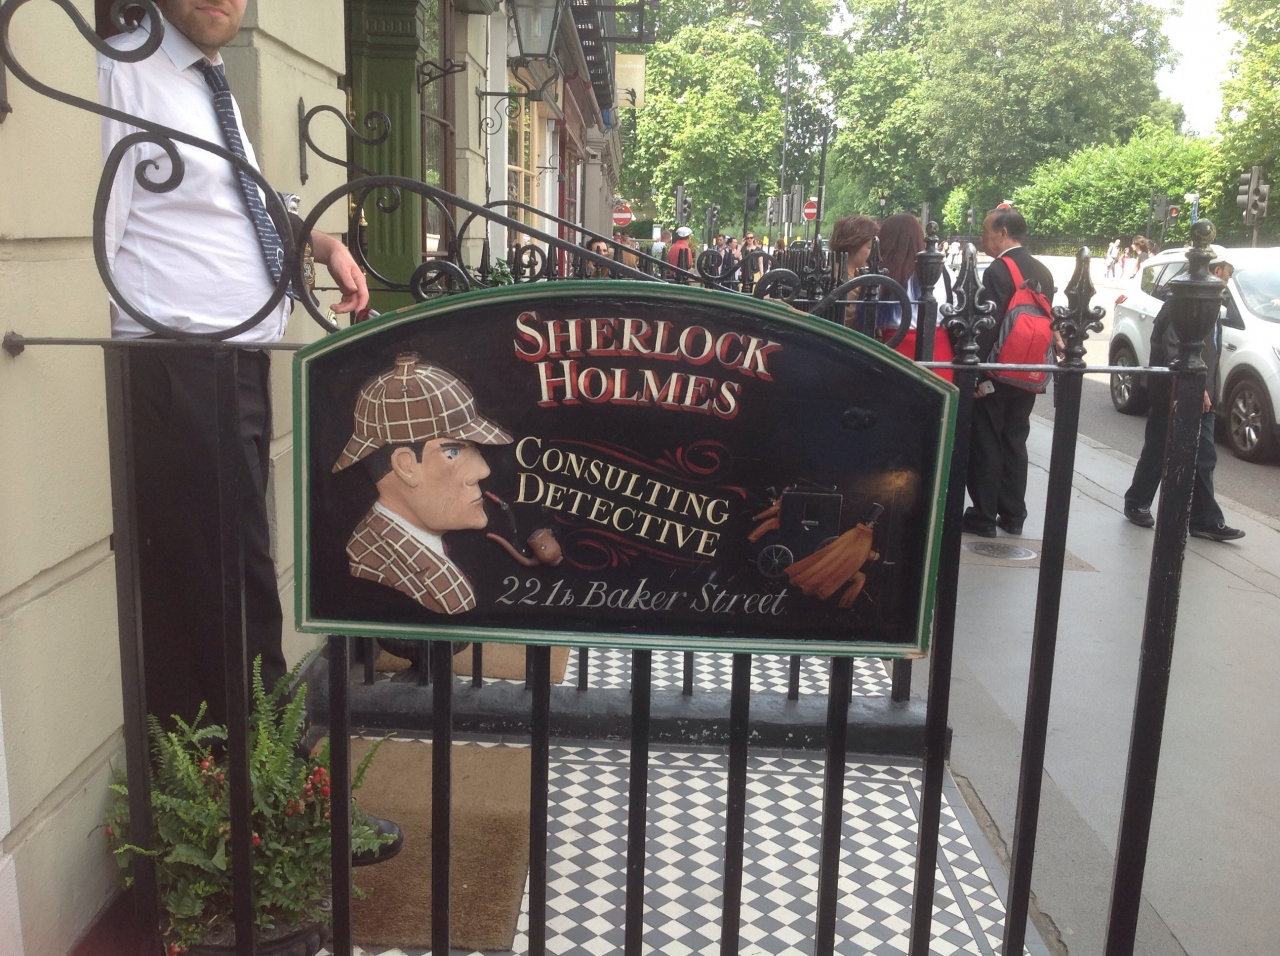 SHERLOCK
HOLMES
CONSULTING
DETECTIVE
221b Baker Street